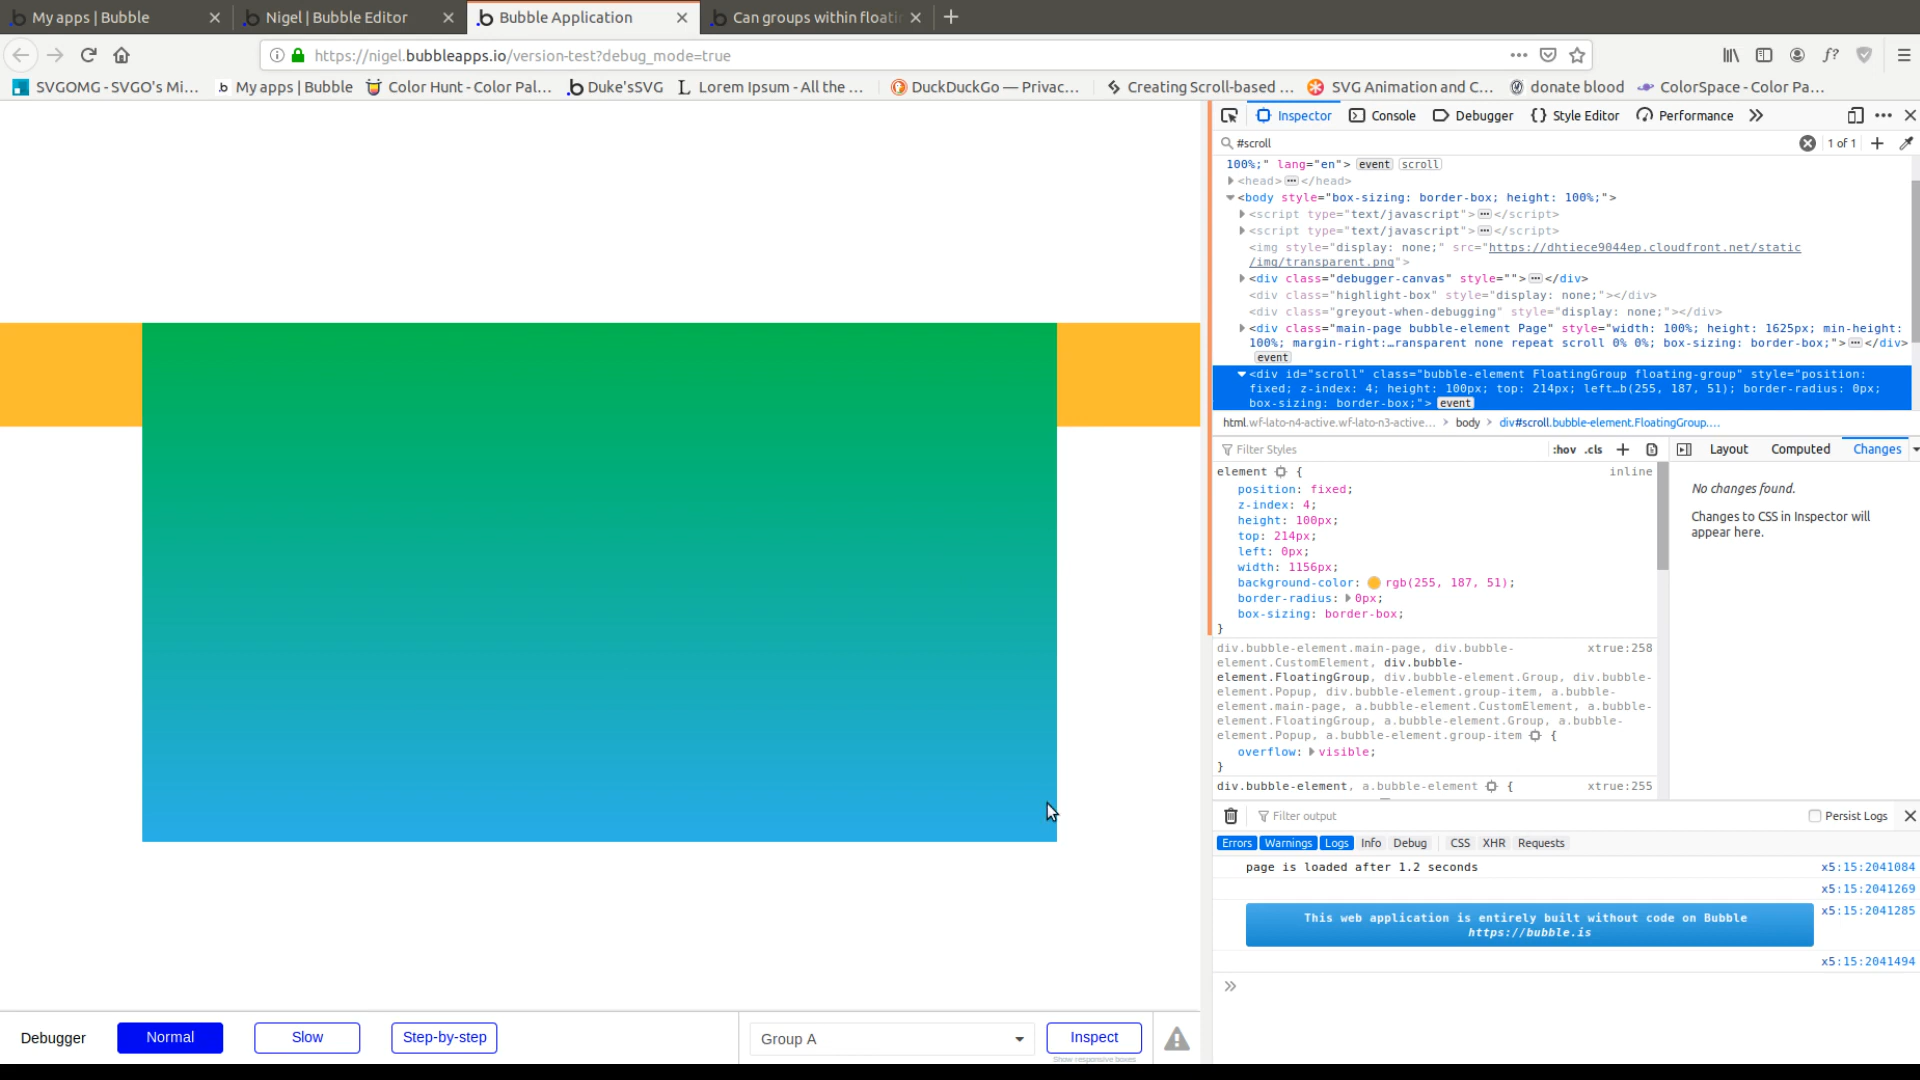 My apps | Bubble
Nigel | Bubble Editor
Bubble Application
Can groups within floati
https://nigel.bubbleapps.io/version-test?debug_mode=true
SVGOMG - SVGO's Mi...
My apps | Bubble
Color Hunt - Color Pal...
Duke'sSVG
Lorem Ipsum - All the ...
DuckDuckGo — Privac...
Creating Scroll-based ...
SVG Animation and C...
donate blood
ColorSpace - Color Pa...
Inspector
Console
Debugger
Style Editor
Performance
#scroll
1 of 1
100%;" lang="en"> event scroll
<head> </head>
<body style="box-sizing: border-box; height: 100%;">
<script type="text/javascript"> </script>
<script type="text/javascript"> </script>
<img style="display: none;" src="https://dhtiece9044ep.cloudfront.net/static
/img/transparent.png">
<div class="debugger-canvas" style=""> </div>
<div class="highlight-box" style="display: none;"></div>
<div class="greyout-when-debugging" style="display: none;"></div>
<div class="main-page bubble-element Page" style="width: 100%; height: 1625px; min-height:
100%; margin-right:…ransparent none repeat scroll 0% 0%; box-sizing: border-box;"> </div>
event
<div id="scroll" class="bubble-element FloatingGroup floating-group" style="position:
fixed; z-index: 4; height: 100px; top: 214px; left…b(255, 187, 51); border-radius: 0px;
box-sizing: border-box;"> event
html.wf-lato-n4-active.wf-lato-n3-active... > body > div#scroll.bubble-element.FloatingGroup....
Filter Styles
:hov .cls
Layout
Computed
Changes
element { inline
position: fixed;
z-index: 4;
height: 100px;
top: 214px;
left: 0px;
width: 1156px;
background-color: rgb(255, 187, 51);
border-radius: 0px;
box-sizing: border-box;
}
div.bubble-element.main-page, div.bubble- xtrue:258
element.CustomElement, div.bubble-
element.FloatingGroup, div.bubble-element.Group, div.bubble-
element.Popup, div.bubble-element.group-item, a.bubble-
element.main-page, a.bubble-element.CustomElement, a.bubble-
element.FloatingGroup, a.bubble-element.Group, a.bubble-
element.Popup, a.bubble-element.group-item {
overflow: visible;
}
div.bubble-element, a.bubble-element { xtrue:255
No changes found.
Changes to CSS in Inspector will
appear here.
Filter output
Persist Logs
Errors
Warnings
Logs
Info
Debug
CSS
XHR
Requests
page is loaded after 1.2 seconds x5:15:2041084
x5:15:2041269
This web application is entirely built without code on Bubble x5:15:2041285
https://bubble.is
x5:15:2041494
Debugger
Normal
Slow
Step-by-step
Group A
Inspect
Show responsive boxes